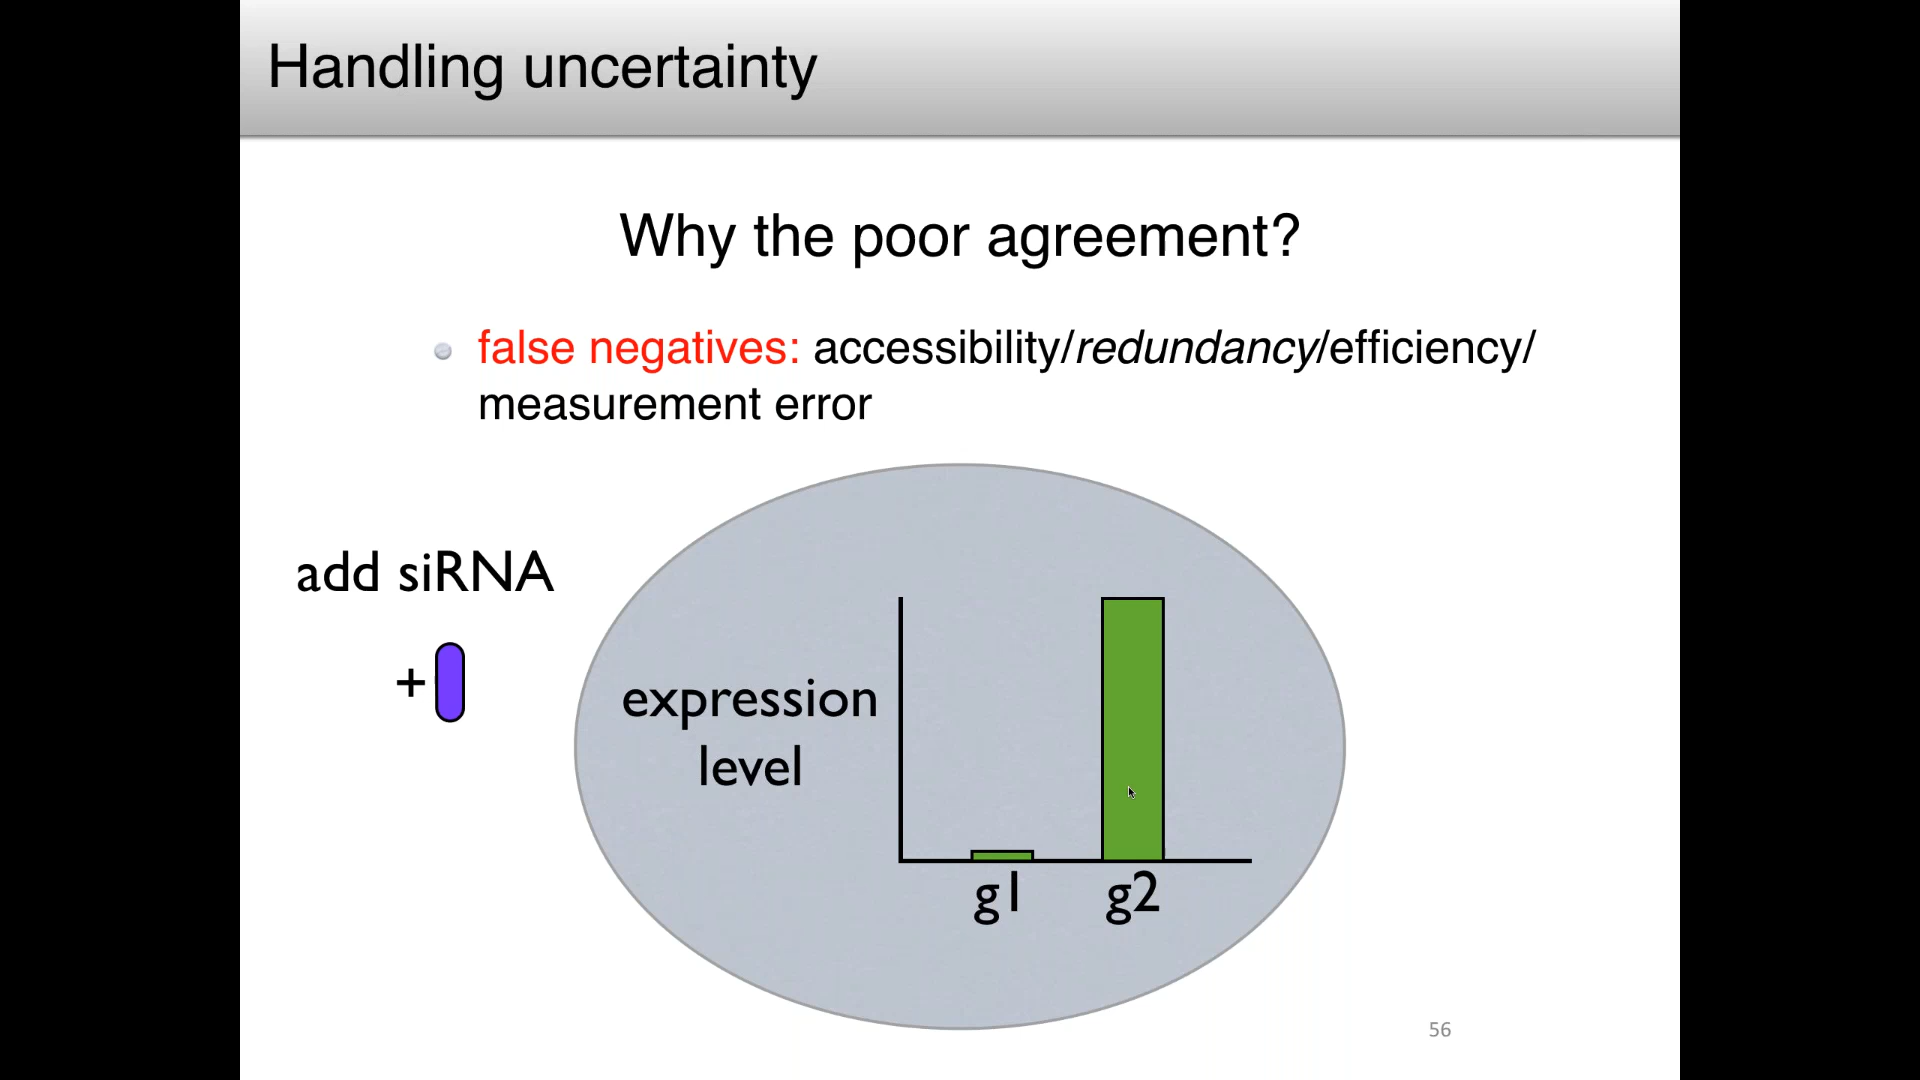 Handling uncertainty
Why the poor agreement?
false negatives: accessibility/redundancy/efficiency/
measurement error
add siRNA
+
expression
level
g1 g2
56